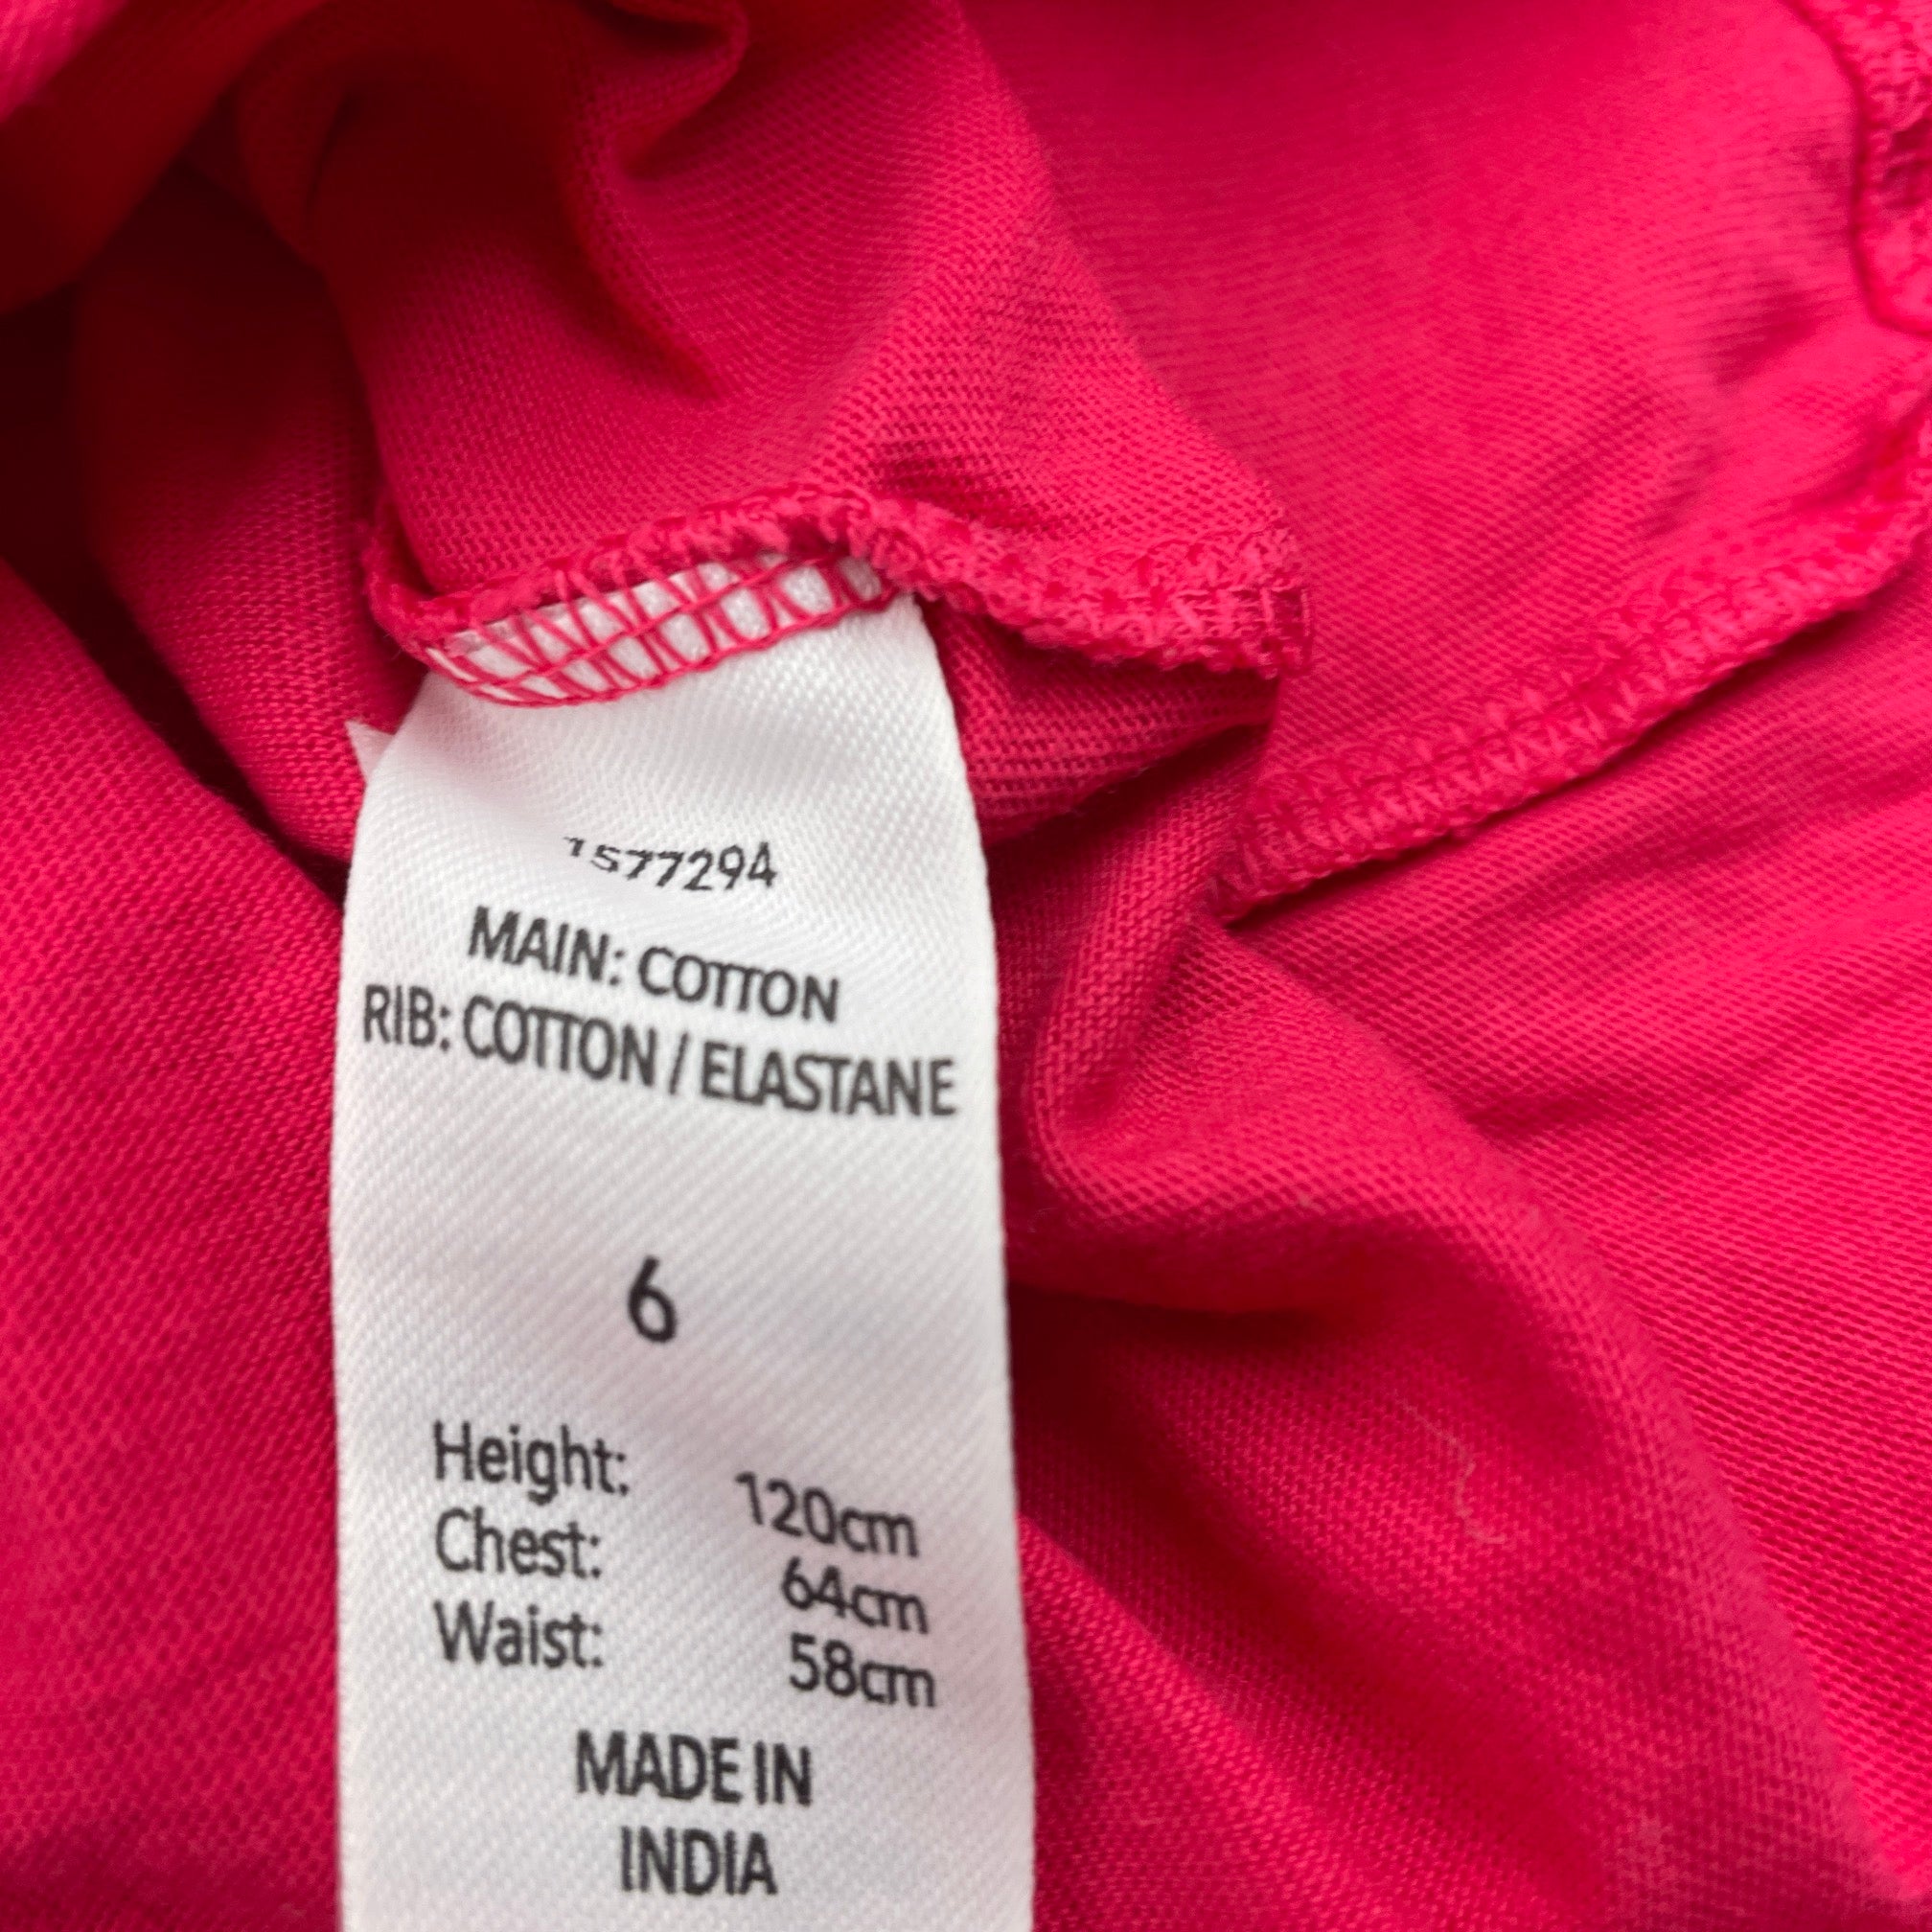 1577294
MAIN: COTTON
RIB: COTTON / ELASTANE
6
Height: 120cm
Chest: 64cm
Waist: 58cm
MADE IN
INDIA